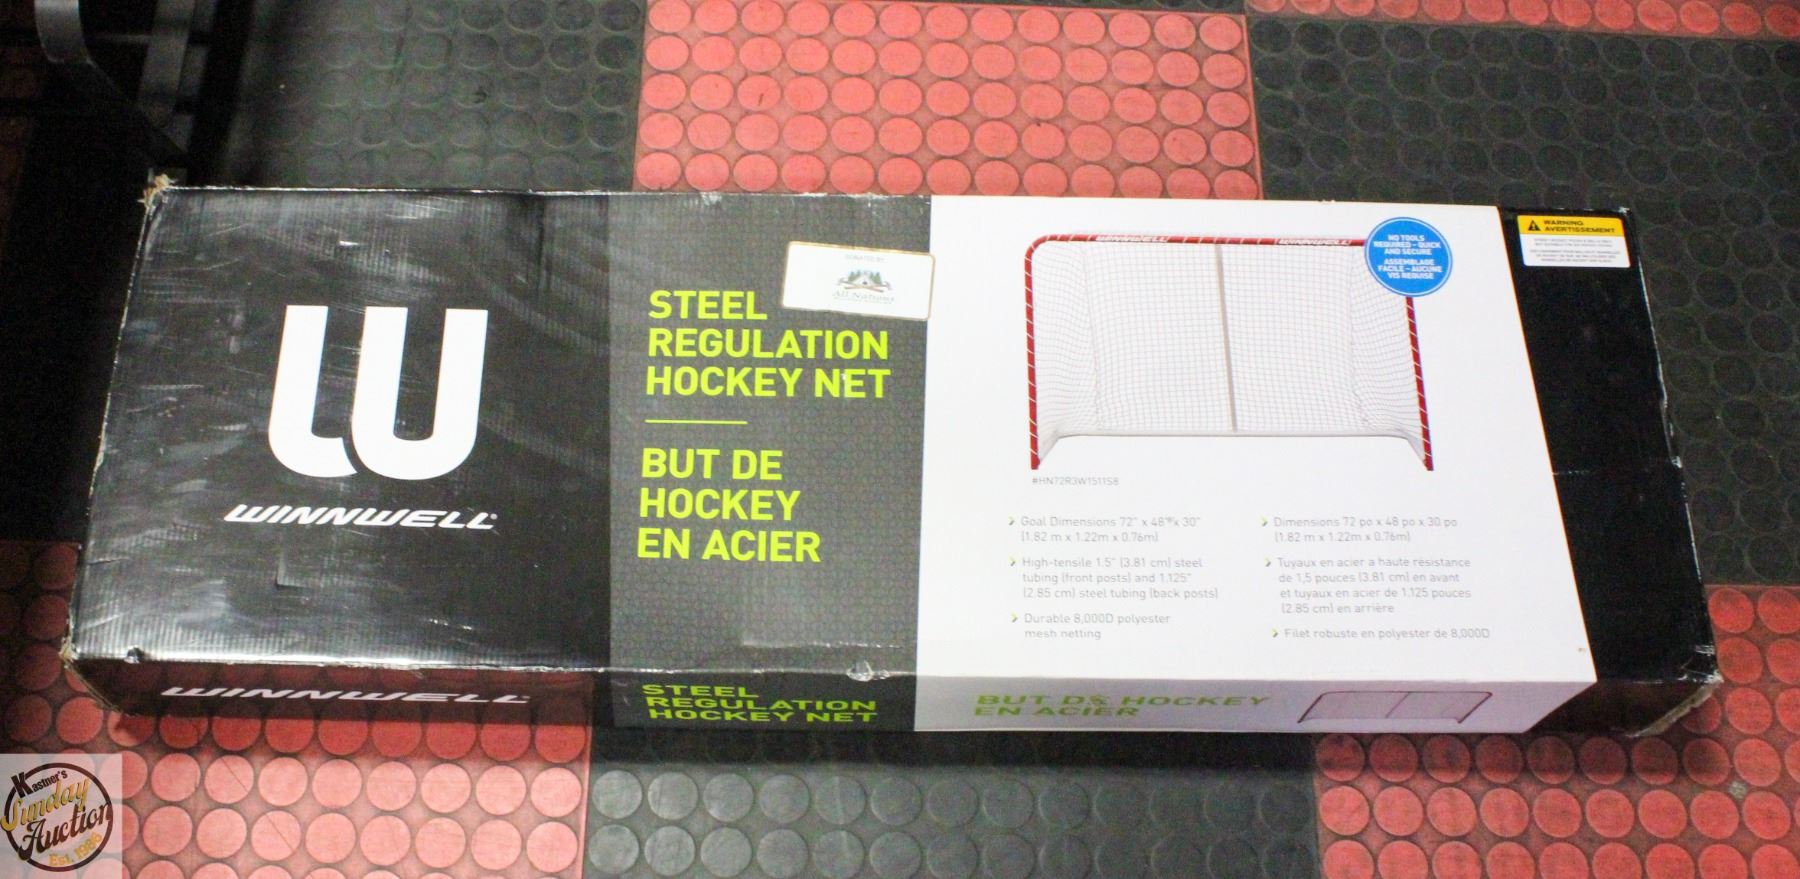 WINNWELL
STEEL
REGULATION
HOCKEY NET
BUT DE
HOCKEY
EN ACIER
DONATED BY
All Nations
WINNWELL WINNWELL
NO TOOLS
REQUIRED - QUICK
AND SECURE
ASSEMBLAGE
FACILE - AUCUNE
VIS REQUISE
WARNING
AVERTISSEMENT
#HN72R3W1511S8
Goal Dimensions 72" x 48" x 30"
(1.82 m x 1.22m x 0.76m)
High-tensile 1.5" (3.81 cm) steel
tubing (front posts) and 1.125"
(2.85 cm) steel tubing (back posts)
Durable 8,000D polyester
mesh netting
Dimensions 72 po x 48 po x 30 po
(1.82 m x 1.22m x 0.76m)
Tuyaux en acier a haute résistance
de 1,5 pouces (3.81 cm) en avant
et tuyaux en acier de 1.125 pouces
(2.85 cm) en arrière
Filet robuste en polyester de 8,000D
WINNWELL
STEEL
REGULATION
HOCKEY NET
BUT DE HOCKEY
EN ACIER
Kastner's
Sunday
Auction
Est. 1985